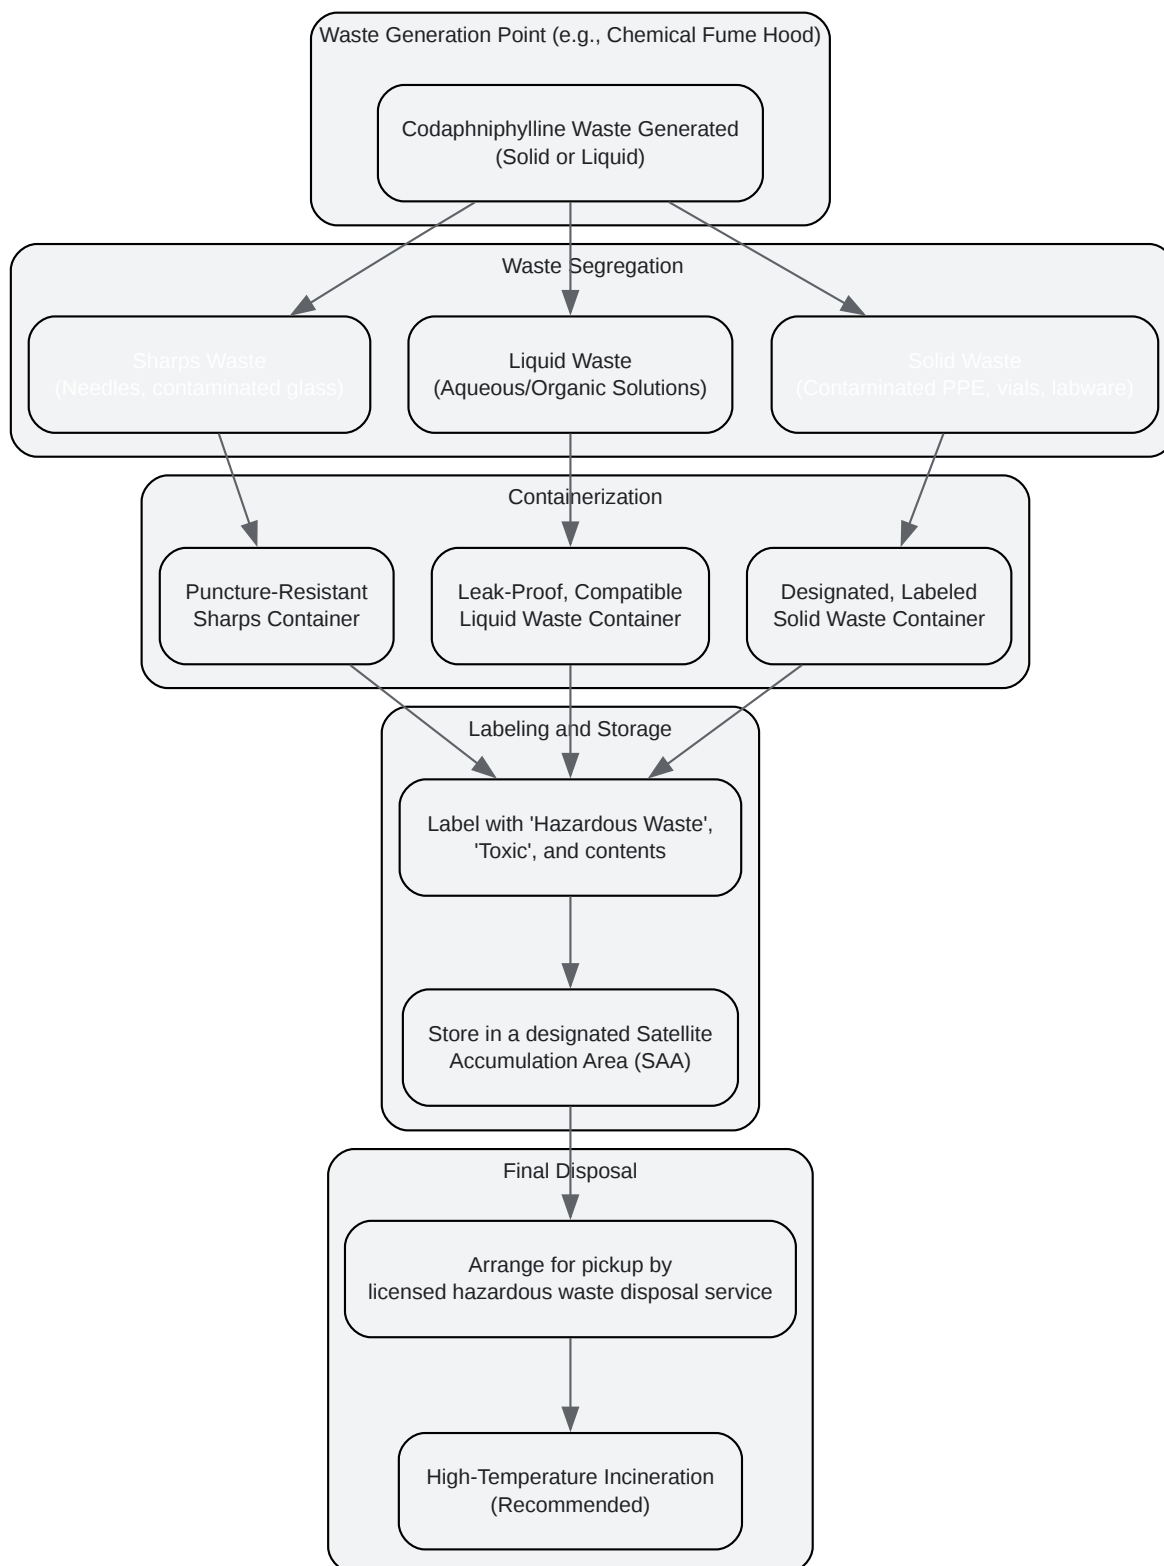 Waste Generation Point (e.g., Chemical Fume Hood)
Codaphniphylline Waste Generated
(Solid or Liquid)
Waste Segregation
Sharps Waste
(Needles, contaminated glass)
Liquid Waste
(Aqueous/Organic Solutions)
Solid Waste
(Contaminated PPE, vials, labware)
Containerization
Puncture-Resistant
Sharps Container
Leak-Proof, Compatible
Liquid Waste Container
Designated, Labeled
Solid Waste Container
Labeling and Storage
Label with 'Hazardous Waste',
'Toxic', and contents
Store in a designated Satellite
Accumulation Area (SAA)
Final Disposal
Arrange for pickup by
licensed hazardous waste disposal service
High-Temperature Incineration
(Recommended)